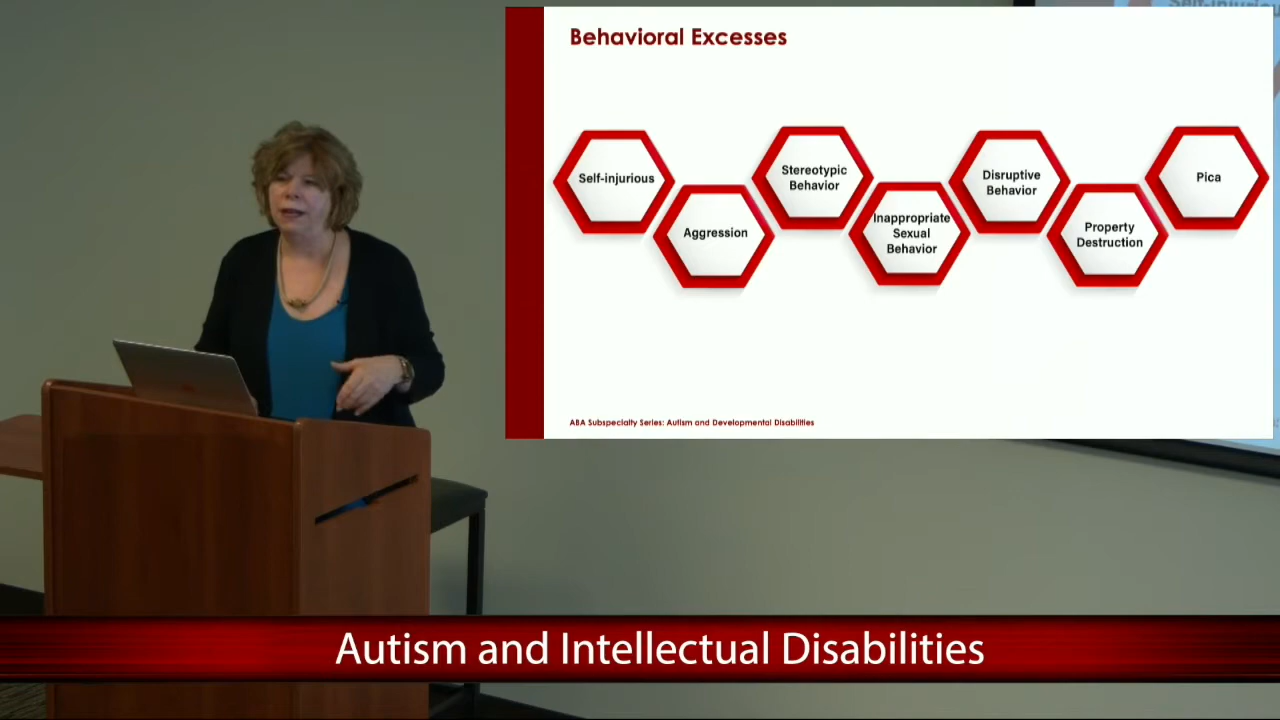 Behavioral Excesses
Self-injurious
Aggression
Stereotypic
Behavior
Inappropriate
Sexual
Behavior
Disruptive
Behavior
Property
Destruction
Pica
ABA Subspecialty Series: Autism and Developmental Disabilities
Autism and Intellectual Disabilities